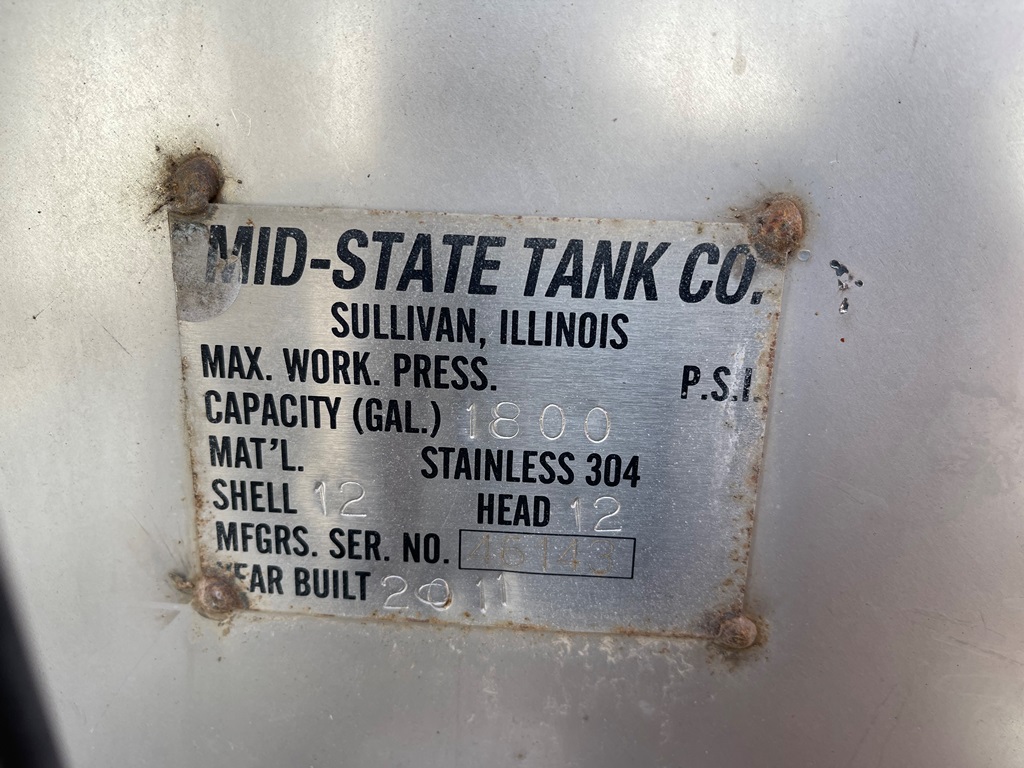 MID-STATE TANK CO.
SULLIVAN, ILLINOIS
MAX. WORK. PRESS. P.S.I.
CAPACITY (GAL.) 1800
MAT'L. STAINLESS 304
SHELL 12 HEAD 12
MFGRS. SER. NO.
YEAR BUILT 2011